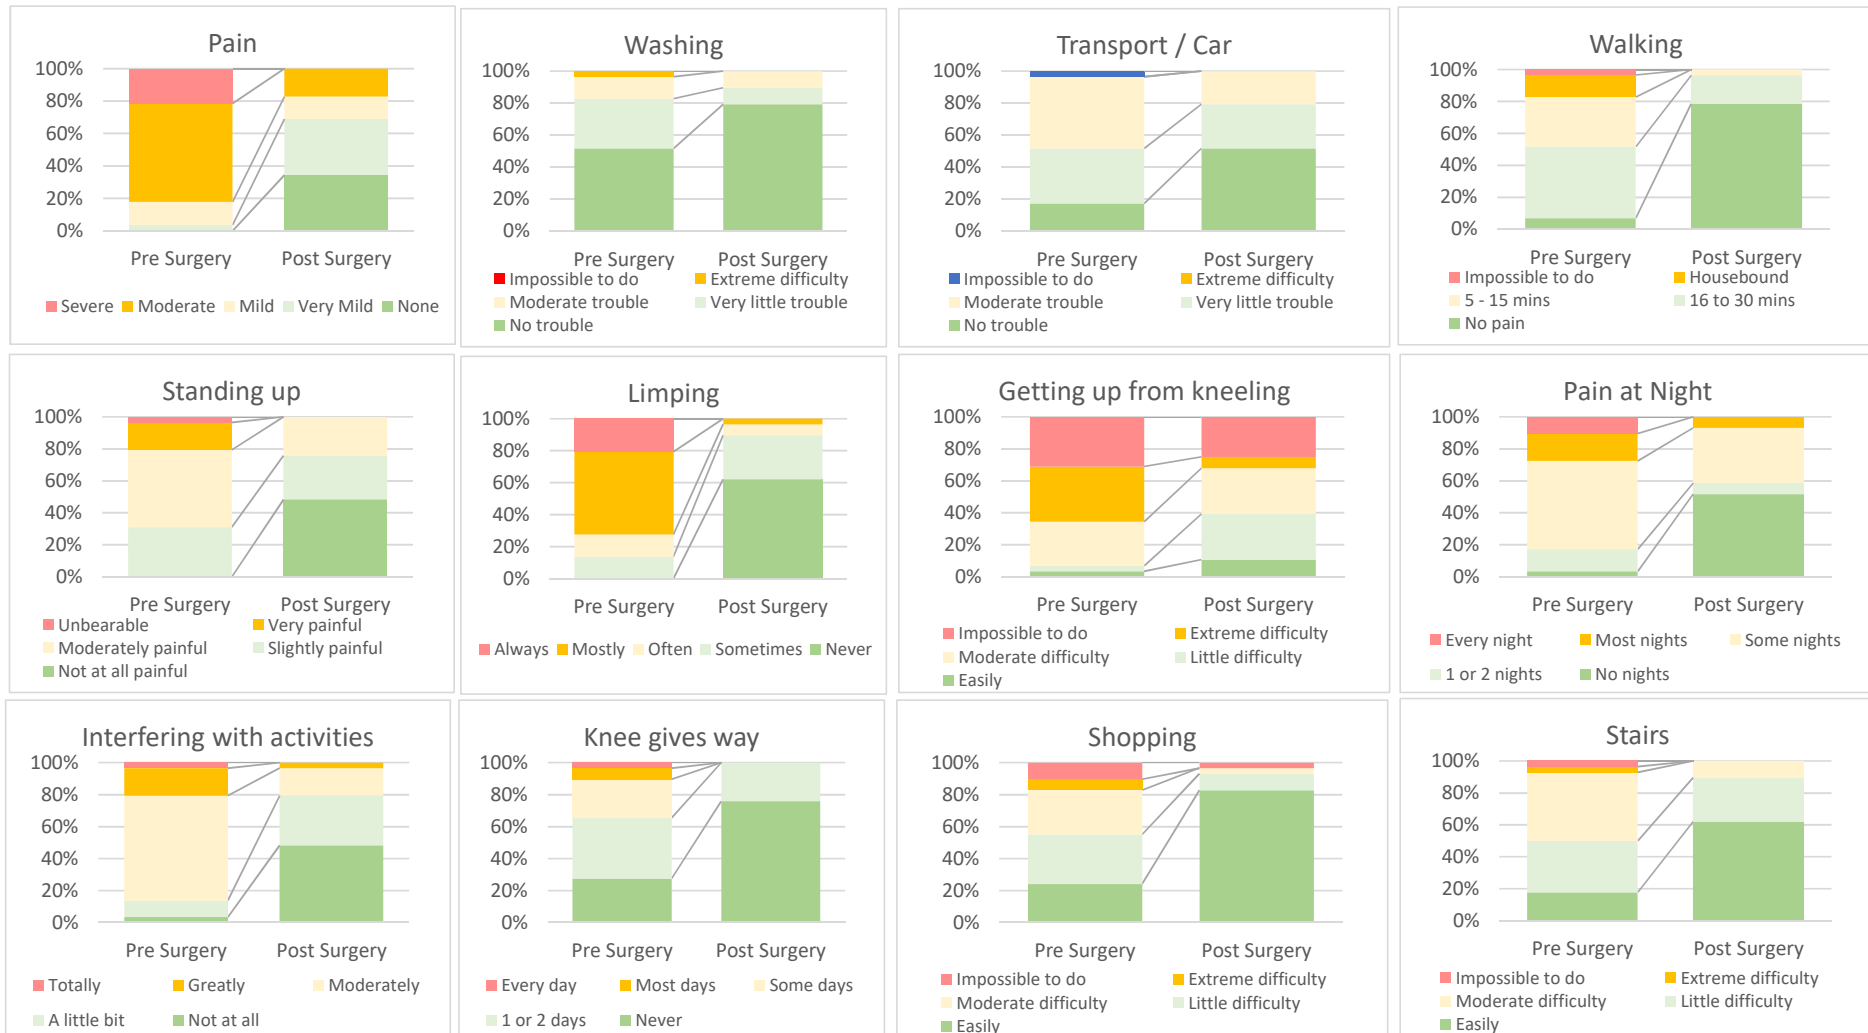 Pain
100%
80%
60%
40%
20%
0%
Pre Surgery Post Surgery
Severe Moderate Mild Very Mild None
Washing
100%
80%
60%
40%
20%
0%
Pre Surgery Post Surgery
Impossible to do Extreme difficulty
Moderate trouble Very little trouble
No trouble
Transport / Car
100%
80%
60%
40%
20%
0%
Pre Surgery Post Surgery
Impossible to do Extreme difficulty
Moderate trouble Very little trouble
No trouble
Walking
100%
80%
60%
40%
20%
0%
Pre Surgery Post Surgery
Impossible to do Housebound
5 - 15 mins 16 to 30 mins
No pain
Standing up
100%
80%
60%
40%
20%
0%
Pre Surgery Post Surgery
Unbearable Very painful
Moderately painful Slightly painful
Not at all painful
Limping
100%
80%
60%
40%
20%
0%
Pre Surgery Post Surgery
Always Mostly Often Sometimes Never
Getting up from kneeling
100%
80%
60%
40%
20%
0%
Pre Surgery Post Surgery
Impossible to do Extreme difficulty
Moderate difficulty Little difficulty
Easily
Pain at Night
100%
80%
60%
40%
20%
0%
Pre Surgery Post Surgery
Every night Most nights Some nights
1 or 2 nights No nights
Interfering with activities
100%
80%
60%
40%
20%
0%
Pre Surgery Post Surgery
Totally Greatly Moderately
A little bit Not at all
Knee gives way
100%
80%
60%
40%
20%
0%
Pre Surgery Post Surgery
Every day Most days Some days
1 or 2 days Never
Shopping
100%
80%
60%
40%
20%
0%
Pre Surgery Post Surgery
Impossible to do Extreme difficulty
Moderate difficulty Little difficulty
Easily
Stairs
100%
80%
60%
40%
20%
0%
Pre Surgery Post Surgery
Impossible to do Extreme difficulty
Moderate difficulty Little difficulty
Easily